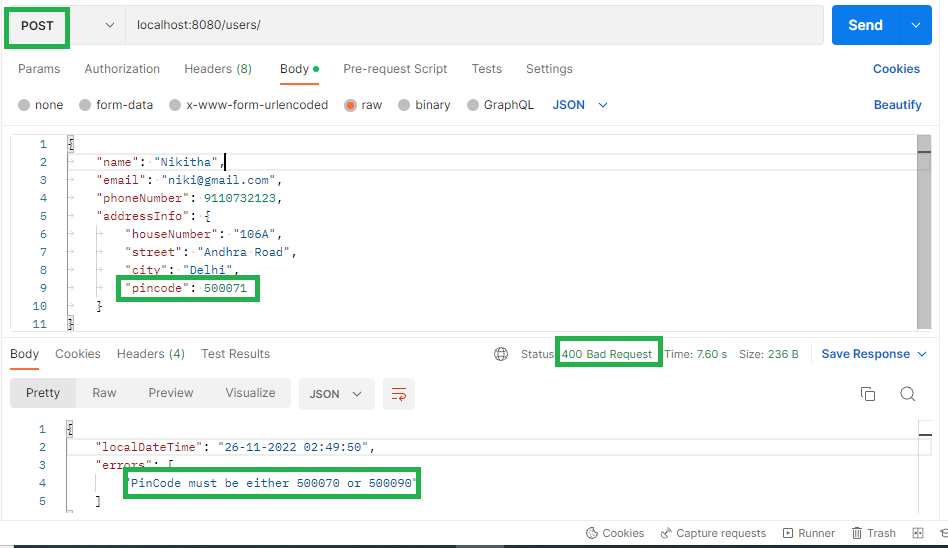 POST localhost:8080/users/ Send
Params Authorization Headers (8) Body Pre-request Script Tests Settings Cookies
none form-data x-www-form-urlencoded raw binary GraphQL JSON Beautify
1 {
2 "name": "Nikitha",
3 "email": "niki@gmail.com",
4 "phoneNumber": 9110732123,
5 "addressInfo": {
6 "houseNumber": "106A",
7 "street": "Andhra Road",
8 "city": "Delhi",
9 "pincode": 500071
10 }
11 }
Body Cookies Headers (4) Test Results Status 400 Bad Request Time: 7.60 s Size: 236 B Save Response
Pretty Raw Preview Visualize JSON
1 {
2 "localDateTime": "26-11-2022 02:49:50",
3 "errors": [
4 "PinCode must be either 500070 or 500090"
5 ]
Cookies Capture requests Runner Trash